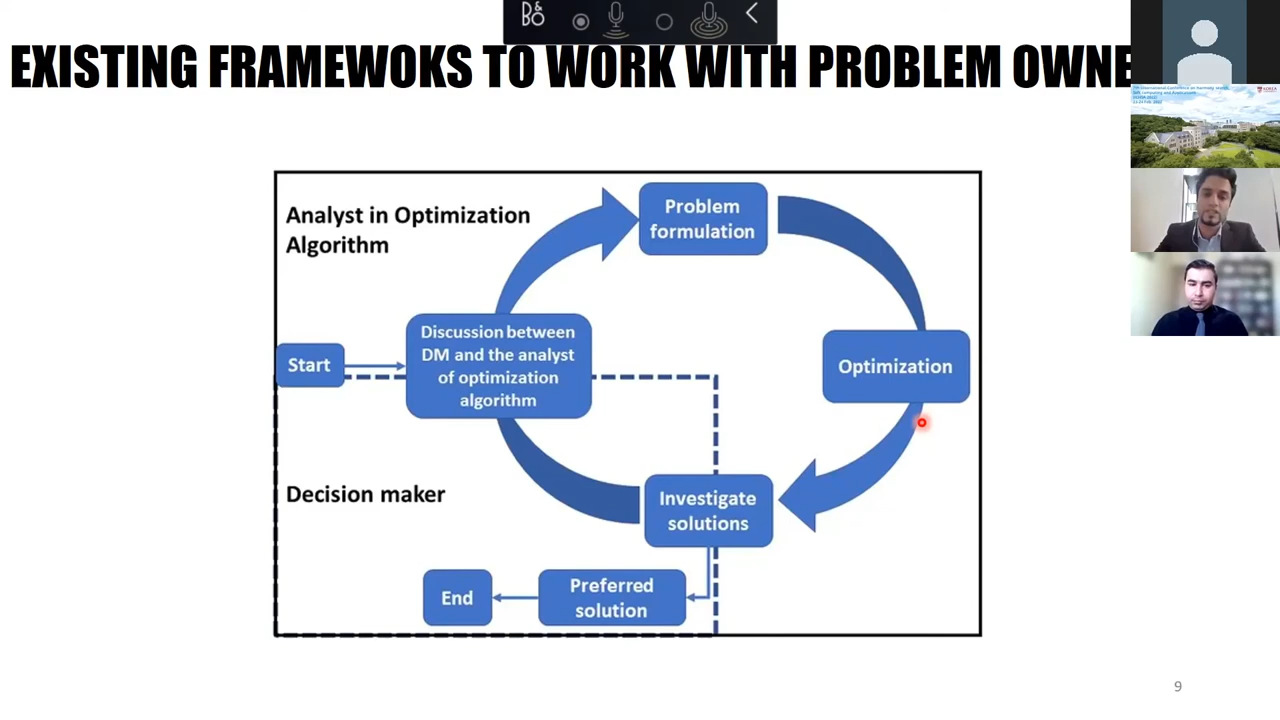 B&O
EXISTING FRAMEWOKS TO WORK WITH PROBLEM OWNE
Analyst in Optimization
Algorithm
Problem
formulation
Start
Discussion between
DM and the analyst
of optimization
algorithm
Optimization
Decision maker
Investigate
solutions
End
Preferred
solution
9